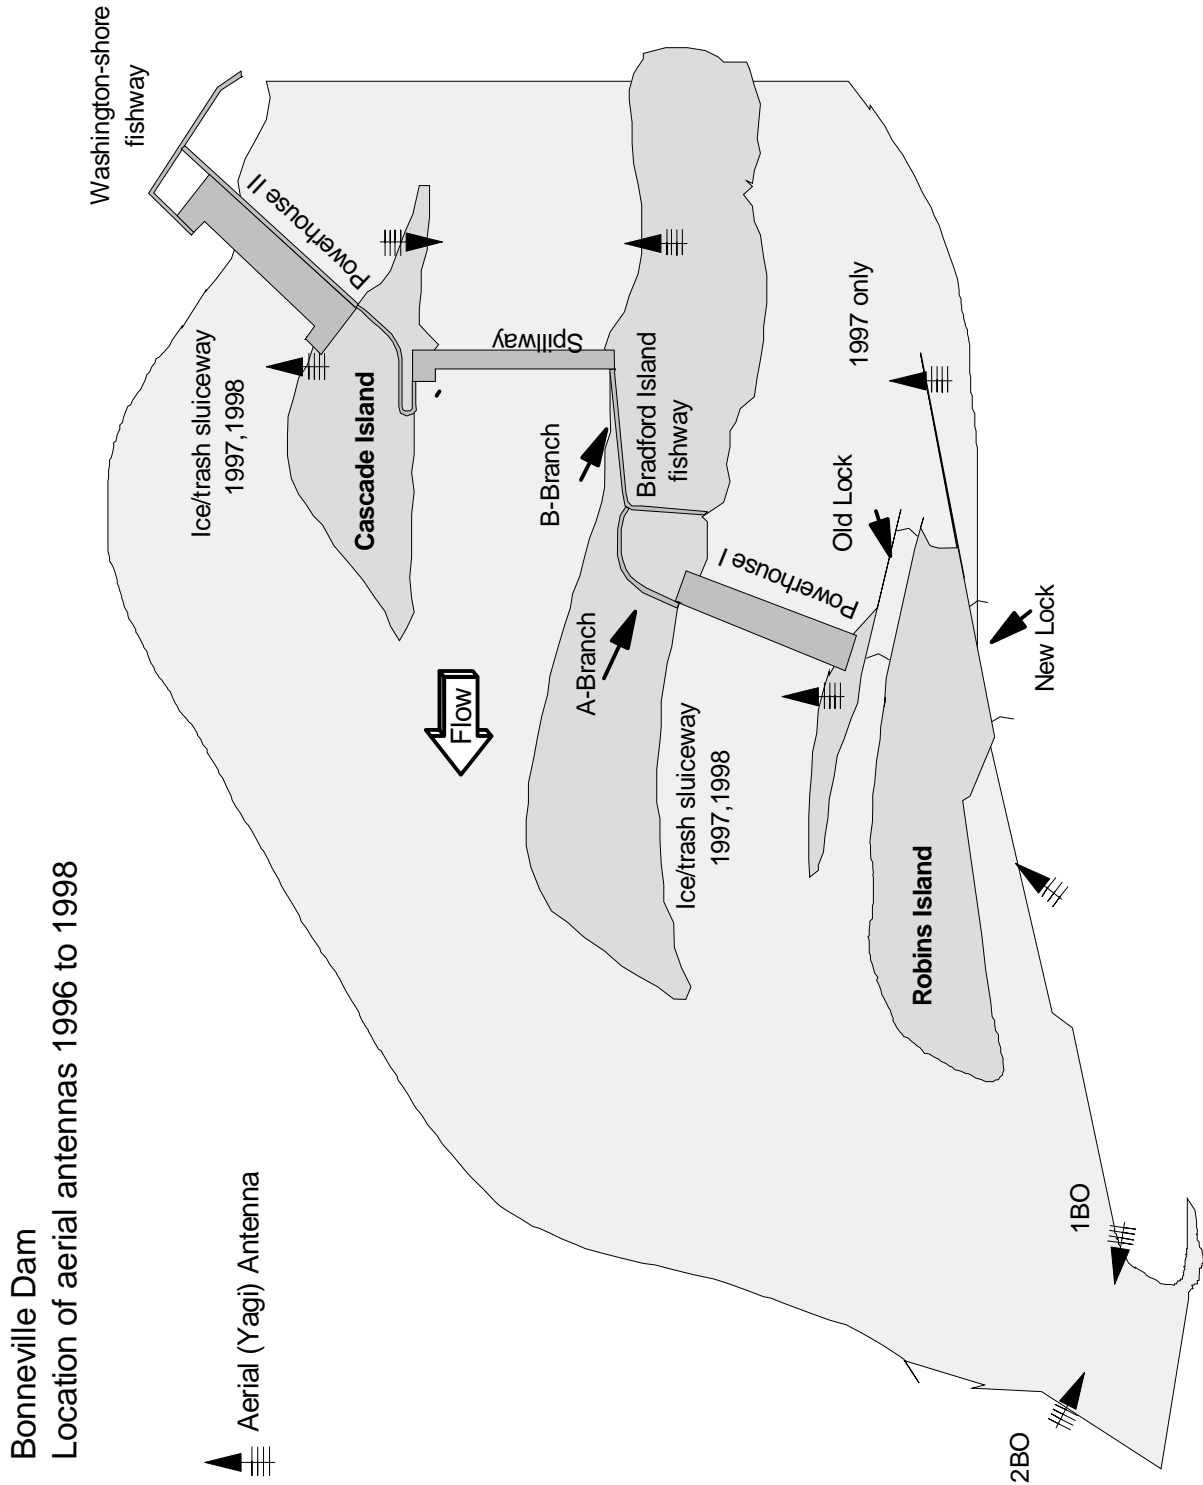 Bonneville Dam
Location of aerial antennas 1996 to 1998
Aerial (Yagi) Antenna
Washington-shore
fishway
Powerhouse II
Ice/trash sluiceway
1997,1998
Cascade Island
Spillway
Flow
B-Branch
Bradford Island
fishway
A-Branch
Powerhouse I
Ice/trash sluiceway
1997,1998
1997 only
Old Lock
New Lock
Robins Island
1BO
2BO